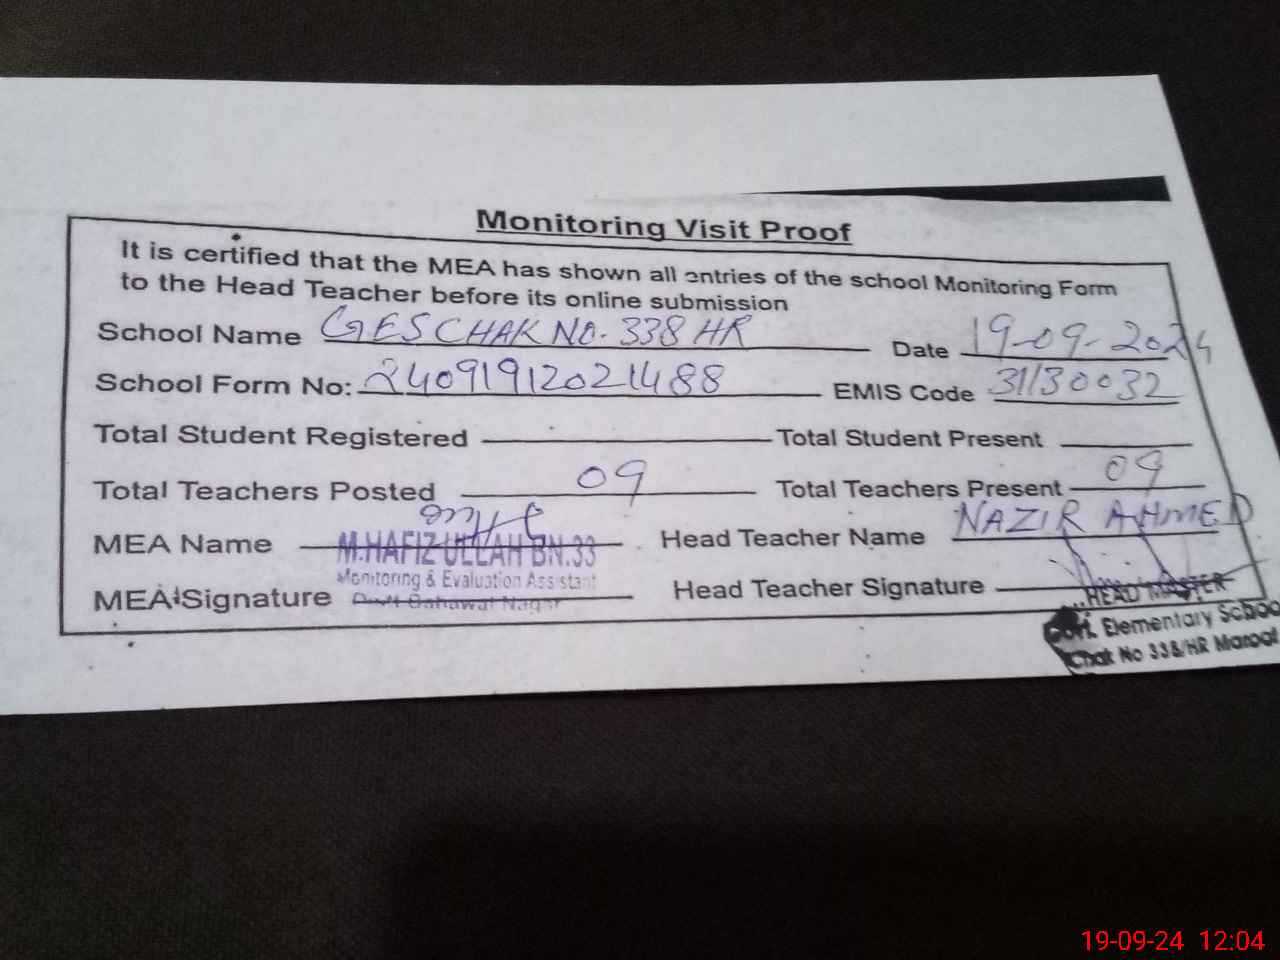 Monitoring Visit Proof
It is certified that the MEA has shown all entries of the school Monitoring Form
to the Head Teacher before its online submission
School Name GES CHAK NO. 338 HR Date 19-09-2024
School Form No: 24091912021488 EMIS Code 31130032
Total Student Registered Total Student Present
Total Teachers Posted 09 Total Teachers Present 09
MEA Name M.HAFIZ ULLAH BN.33 Head Teacher Name NAZIR AHMED
Monitoring & Evaluation Assistant
MEA Signature Head Teacher Signature HEAD MASTER
Govt. Elementary School
Chak No 338/HR Maroot
19-09-24 12:04